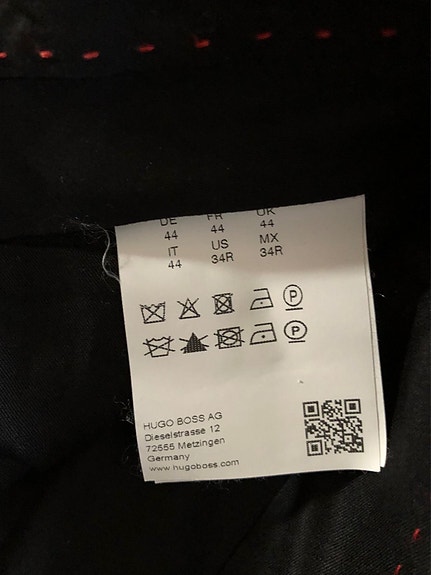 DE FR UK
44 44 44
IT US MX
44 34R 34R
P
P
HUGO BOSS AG
Dieselstrasse 12
72555 Metzingen
Germany
www.hugoboss.com